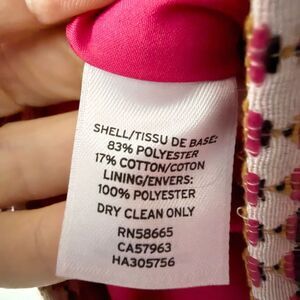 SHELL/TISSU DE BASE:
83% POLYESTER
17% COTTON/COTON
LINING/ENVERS:
100% POLYESTER
DRY CLEAN ONLY
RN58665
CA57963
HA305756